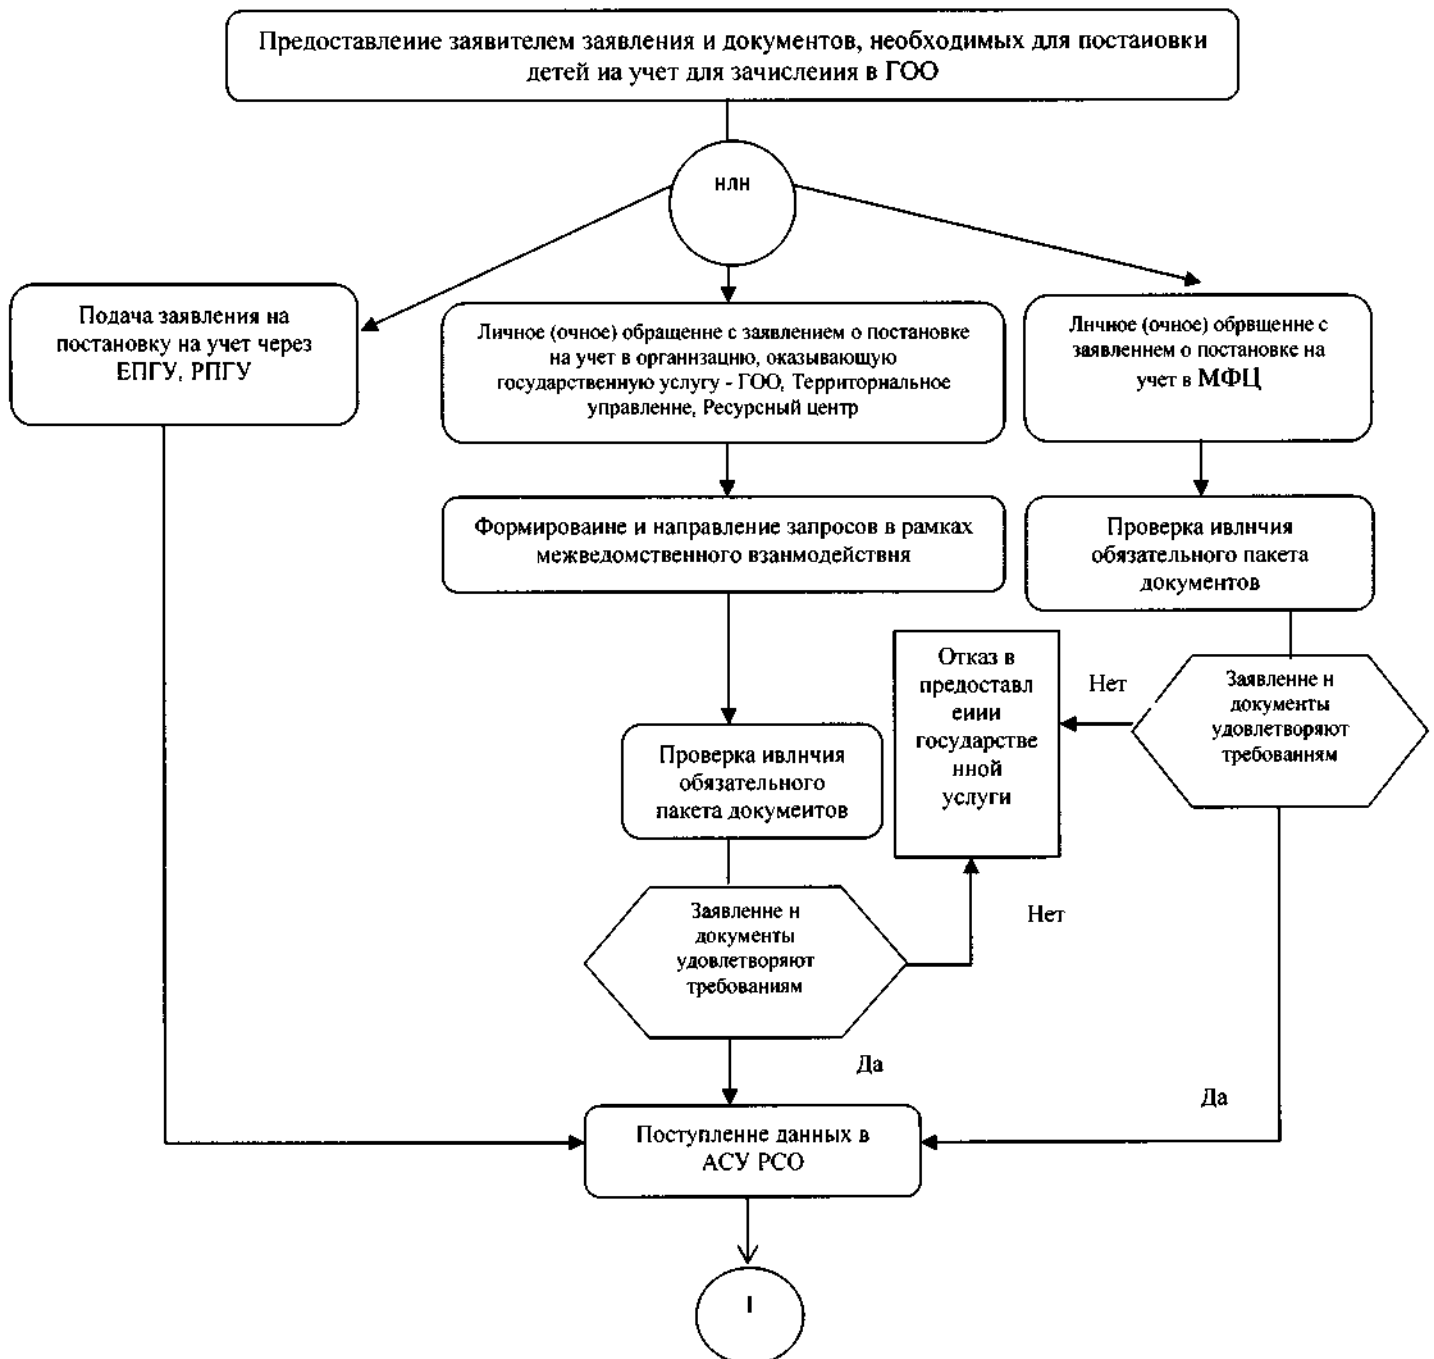 Предоставление заявителем заявления и документов, необходимых для постаиовки
детей иа учет для зачисления в ГОО
нлн
Подача заявления на
постановку на учет через
ЕПГУ, РПГУ
Личное (очное) обращенне с заявлением о постановке
на учет в органнзацню, оказывающую
государственную услугу - ГОО, Территорнальное
управленне, Ресурсный центр
Лнчное (очное) обрвщенне с
заявленнем о постановке на
учет в МФЦ
Формироваине и направление запросов в рамках
межведомственного взанмодействня
Проверка ивлнчия
обязательного пакета
документов
Отказ в
предоставл
еиии
государстве
нной
услуги
Нет
Заявленне н
документы
удовлетворяют
требованиям
Проверка ивлнчия
обязательного
пакета документов
Заявленне н
документы
удовлетворяют
требованиям
Нет
Да
Да
Поступленне данных в
АСУ РСО
1